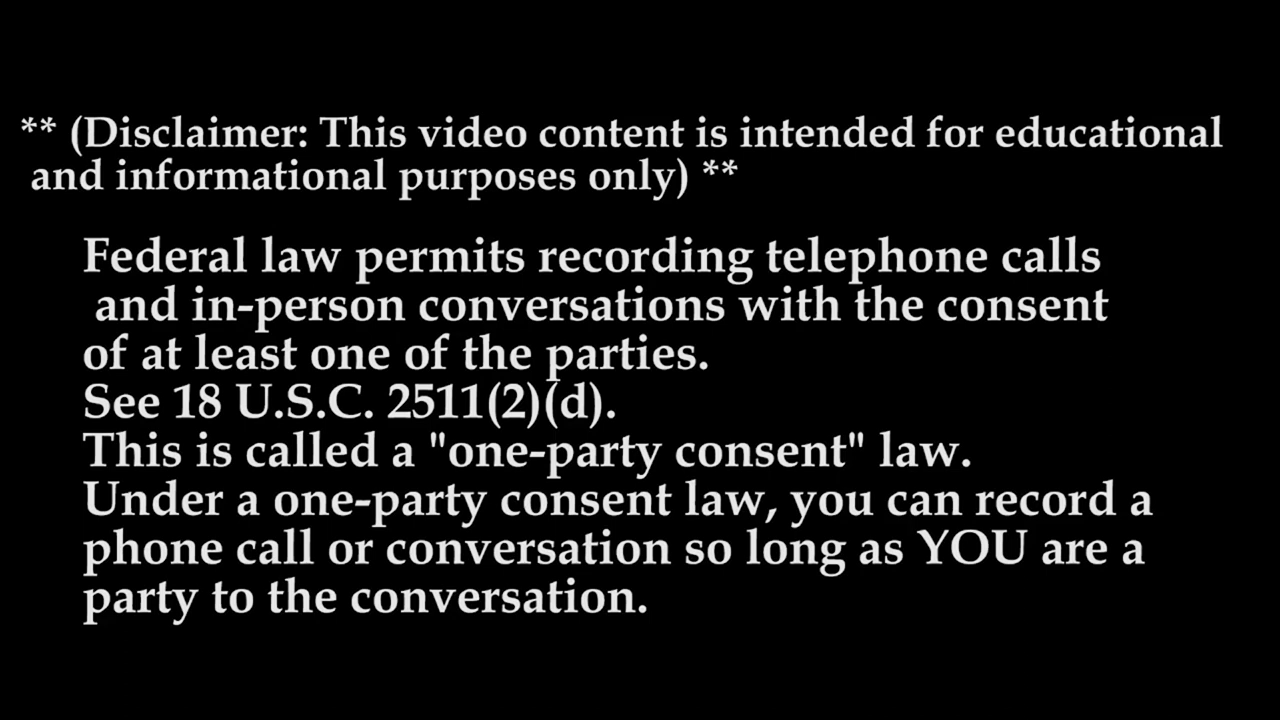 ** (Disclaimer: This video content is intended for educational
and informational purposes only) **
Federal law permits recording telephone calls
and in-person conversations with the consent
of at least one of the parties.
See 18 U.S.C. 2511(2)(d).
This is called a "one-party consent" law.
Under a one-party consent law, you can record a
phone call or conversation so long as YOU are a
party to the conversation.